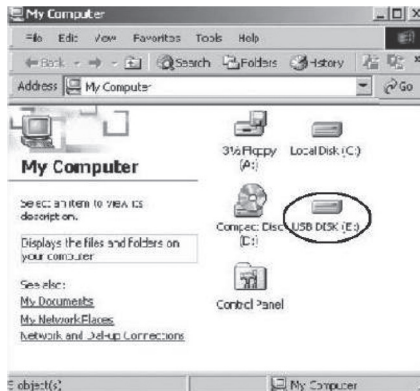 My Computer
File Edit View Favorites Tools Help
Back Search Folders History
Address My Computer Go
My Computer
Select an item to view its
description.
Displays the files and folders on
your computer
See also:
My Documents
My Network Places
Network and Dial-up Connections
3½ Floppy
(A:)
Local Disk (C:)
Compact Disc
(D:)
USB DISK (E:)
Control Panel
5 object(s) My Computer